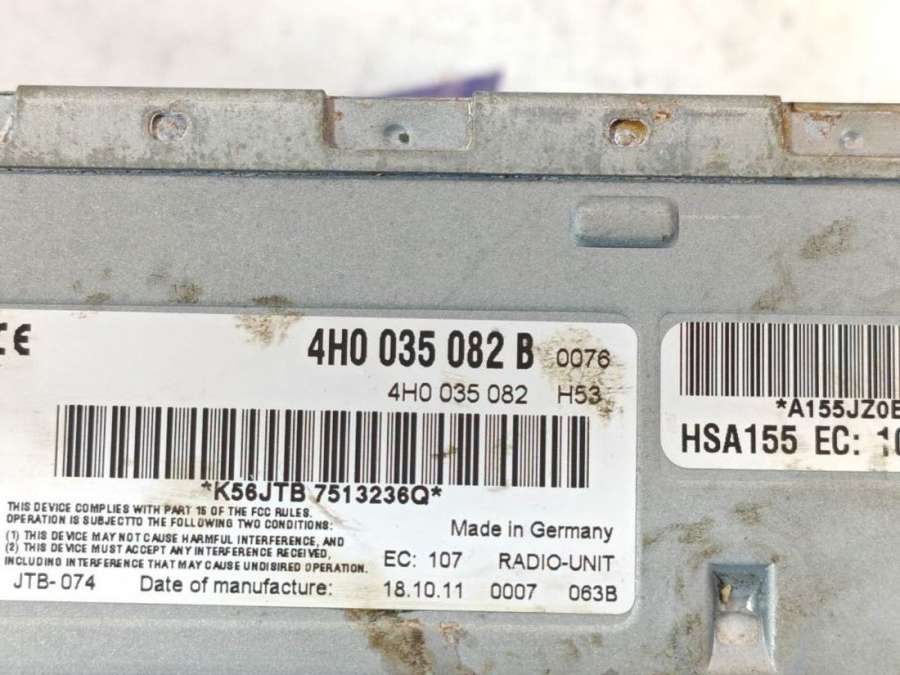 CE
4H0 035 082 B 0076
4H0 035 082 H53
*K56JTB 7513236Q*
THIS DEVICE COMPLIES WITH PART 15 OF THE FCC RULES.
OPERATION IS SUBJECTTO THE FOLLOWING TWO CONDITIONS:
(1) THIS DEVICE MAY NOT CAUSE HARMFUL INTERFERENCE, AND
(2) THIS DEVICE MUST ACCEPT ANY INTERFERENCE RECEIVED,
INCLUDING INTERFERENCE THAT MAY CAUSE UNDISIRED OPERATION.
Made in Germany
EC: 107 RADIO-UNIT
JTB-074 Date of manufacture: 18.10.11 0007 063B
*A155JZ0E
HSA155 EC: 10